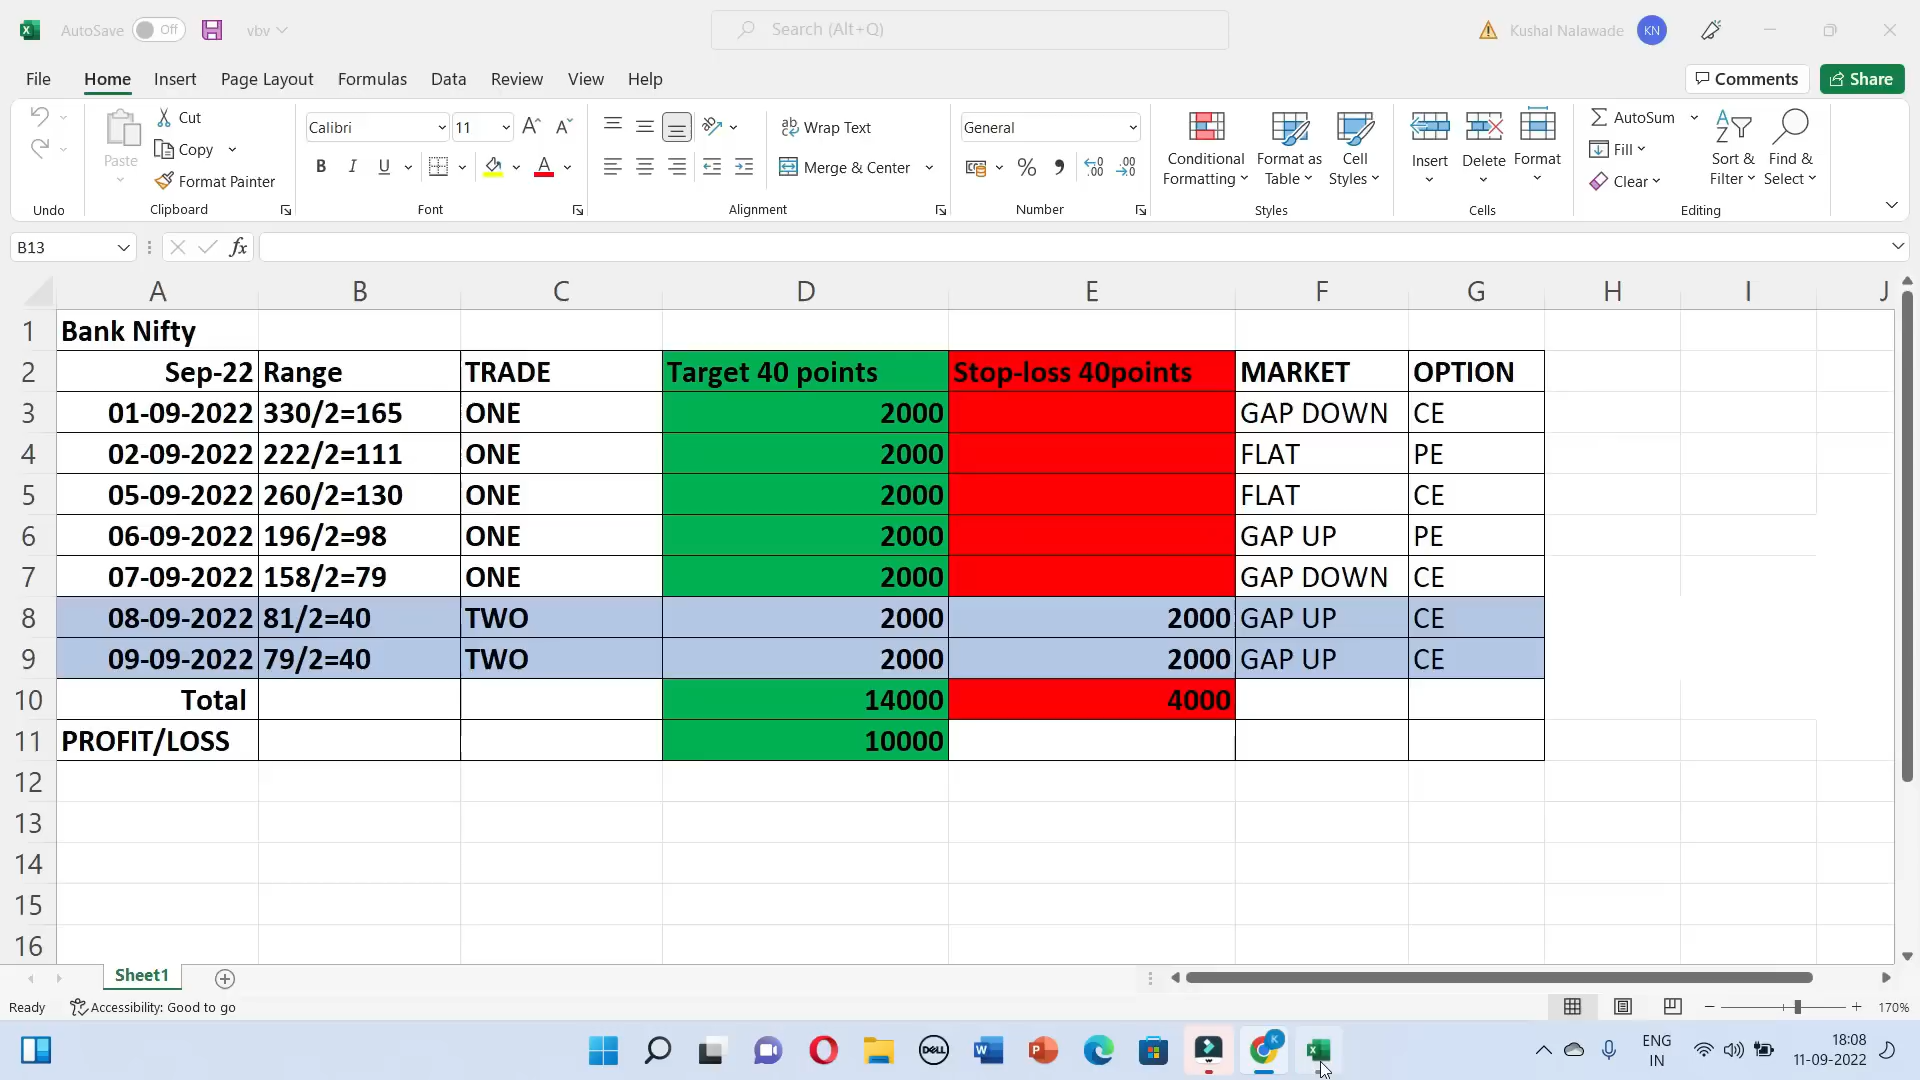 AutoSave Off vbv Search (Alt+Q) Kushal Nalawade KN
File Home Insert Page Layout Formulas Data Review View Help Comments Share
Cut
Copy
Format Painter
Paste
Undo Clipboard
Calibri 11
B I U A
Font
Wrap Text
Merge & Center
Alignment
General
Number
Conditional Formatting
Format as Table
Cell Styles
Styles
Insert Delete Format
Cells
AutoSum
Fill
Clear
Sort & Filter
Find & Select
Editing
B13 fx
A B C D E F G H I J
1 Bank Nifty
2 Sep-22 Range TRADE Target 40 points Stop-loss 40points MARKET OPTION
3 01-09-2022 330/2=165 ONE 2000 GAP DOWN CE
4 02-09-2022 222/2=111 ONE 2000 FLAT PE
5 05-09-2022 260/2=130 ONE 2000 FLAT CE
6 06-09-2022 196/2=98 ONE 2000 GAP UP PE
7 07-09-2022 158/2=79 ONE 2000 GAP DOWN CE
8 08-09-2022 81/2=40 TWO 2000 2000 GAP UP CE
9 09-09-2022 79/2=40 TWO 2000 2000 GAP UP CE
10 Total 14000 4000
11 PROFIT/LOSS 10000
12
13
14
15
16
Sheet1
Ready Accessibility: Good to go 170%
DELL
ENG
IN
18:08
11-09-2022